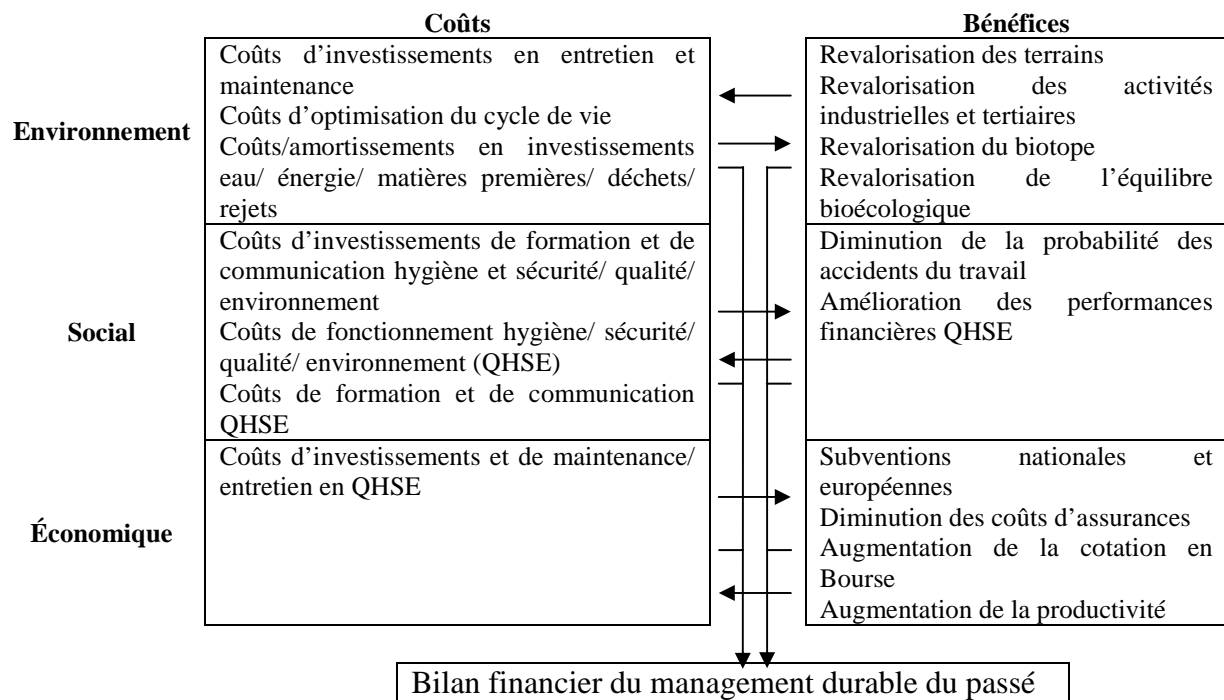 Coûts
Bénéfices
Environnement
Coûts d'investissements en entretien et
maintenance
Coûts d'optimisation du cycle de vie
Coûts/amortissements en investissements
eau/ énergie/ matières premières/ déchets/
rejets
Revalorisation des terrains
Revalorisation des activités
industrielles et tertiaires
Revalorisation du biotope
Revalorisation de l'équilibre
bioécologique
Social
Coûts d'investissements de formation et de
communication hygiène et sécurité/ qualité/
environnement
Coûts de fonctionnement hygiène/ sécurité/
qualité/ environnement (QHSE)
Coûts de formation et de communication
QHSE
Diminution de la probabilité des
accidents du travail
Amélioration des performances
financières QHSE
Économique
Coûts d'investissements et de maintenance/
entretien en QHSE
Subventions nationales et
européennes
Diminution des coûts d'assurances
Augmentation de la cotation en
Bourse
Augmentation de la productivité
Bilan financier du management durable du passé